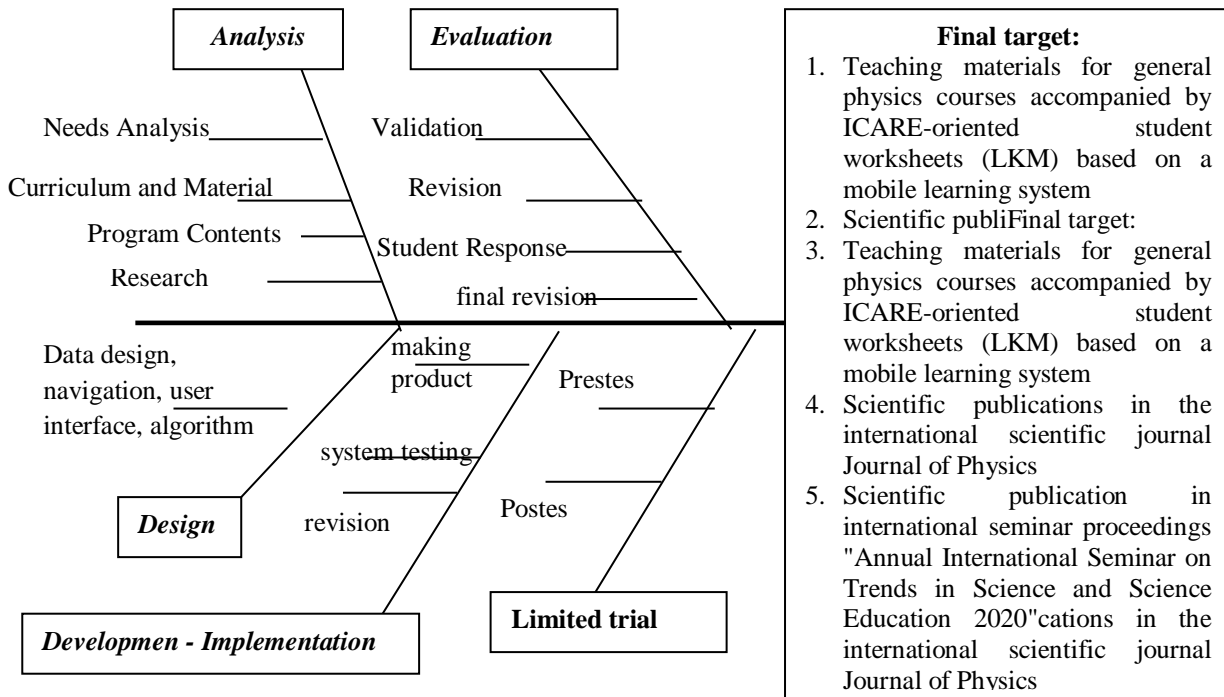 Analysis
Evaluation
Needs Analysis
Curriculum and Material
Program Contents
Research
Validation
Revision
Student Response
final revision
Data design,
navigation, user
interface, algorithm
making
product
Prestes
system testing
revision
Postes
Design
Developmen - Implementation
Limited trial
Final target:
1. Teaching materials for general
physics courses accompanied by
ICARE-oriented student
worksheets (LKM) based on a
mobile learning system
2. Scientific publiFinal target:
3. Teaching materials for general
physics courses accompanied by
ICARE-oriented student
worksheets (LKM) based on a
mobile learning system
4. Scientific publications in the
international scientific journal
Journal of Physics
5. Scientific publication in
international seminar proceedings
"Annual International Seminar on
Trends in Science and Science
Education 2020"cations in the
international scientific journal
Journal of Physics